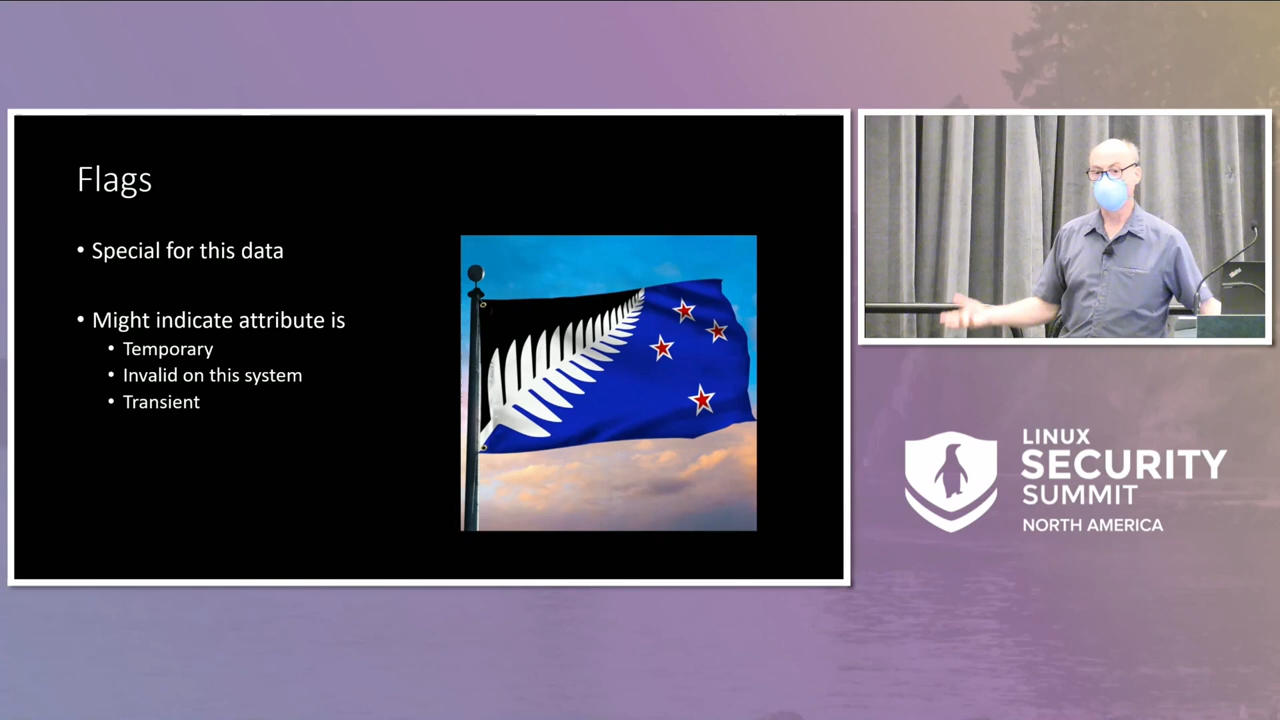 Flags
• Special for this data
• Might indicate attribute is
• Temporary
• Invalid on this system
• Transient
LINUX
SECURITY
SUMMIT
NORTH AMERICA